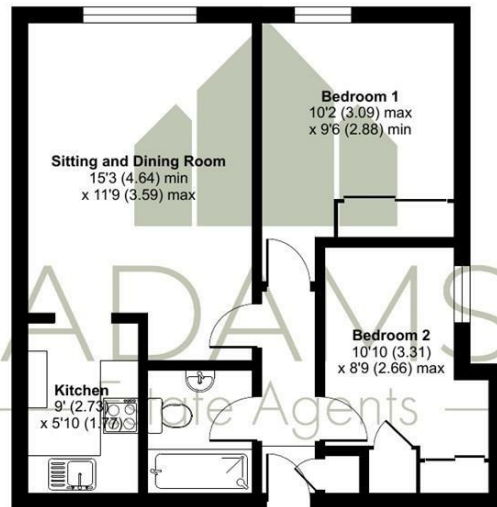 Sitting and Dining Room
15'3 (4.64) min
x 11'9 (3.59) max
Bedroom 1
10'2 (3.09) max
x 9'6 (2.88) min
ADAMS
Estate Agents
Kitchen
9' (2.73)
x 5'10 (1.77)
Bedroom 2
10'10 (3.31)
x 8'9 (2.66) max